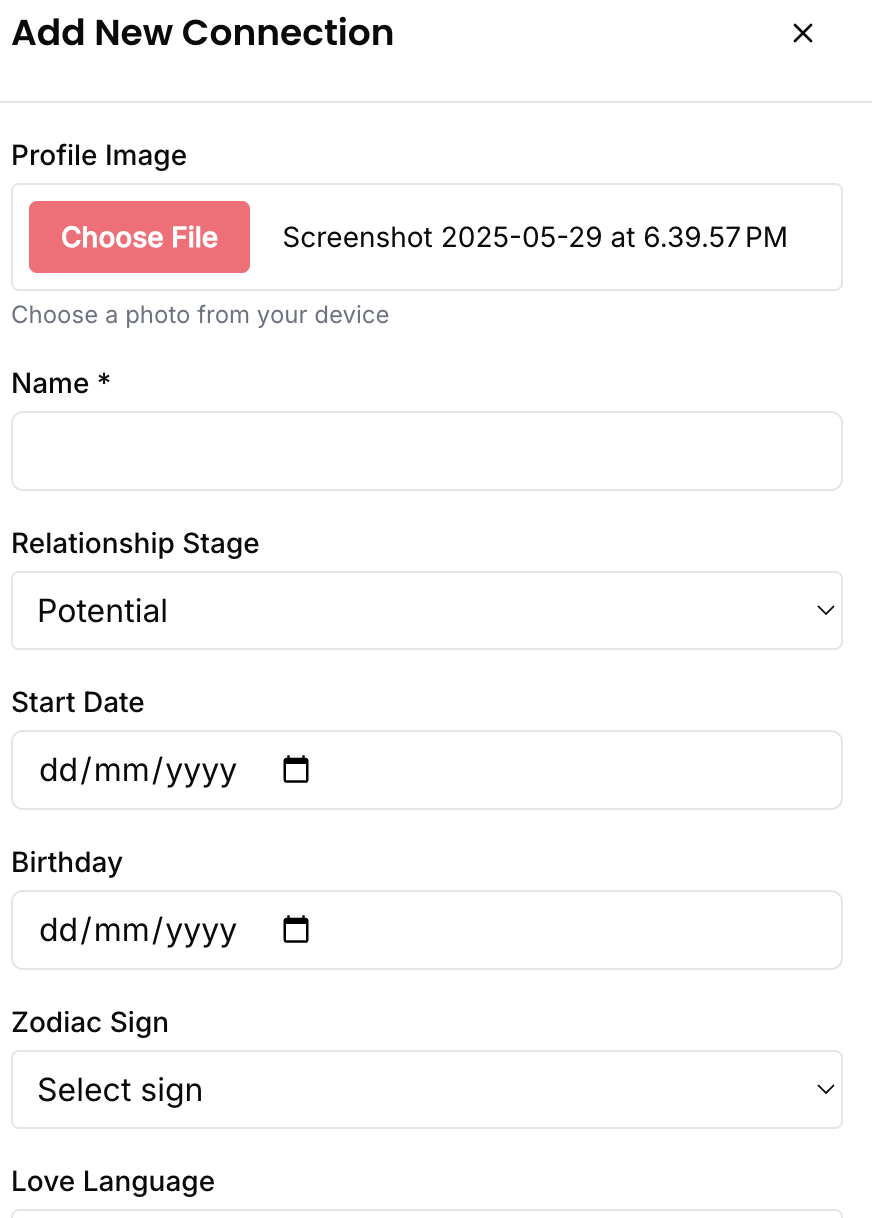 Add New Connection
Profile Image
Choose File Screenshot 2025-05-29 at 6.39.57 PM
Choose a photo from your device
Name *
Relationship Stage
Potential
Start Date
dd/mm/yyyy
Birthday
dd/mm/yyyy
Zodiac Sign
Select sign
Love Language